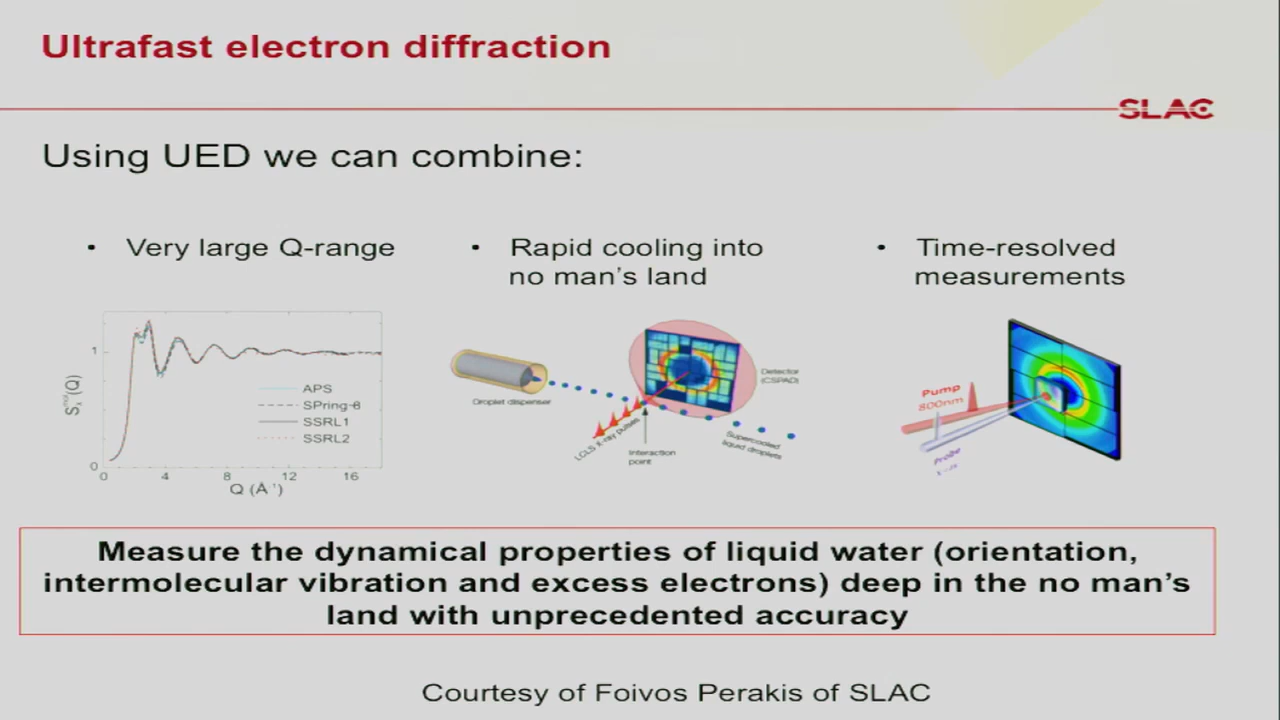 Ultrafast electron diffraction
SLAC
Using UED we can combine:
• Very large Q-range
• Rapid cooling into
no man's land
• Time-resolved
measurements
1
0
0
4
8
12
16
Q (Å⁻¹)
APS
SPring-8
SSRL1
SSRL2
Droplet dispenser
LCLS X-ray pulses
Interaction
point
Detector
(CSPAD)
Supercooled
liquid droplets
Pump
800nm
Probe
Measure the dynamical properties of liquid water (orientation,
intermolecular vibration and excess electrons) deep in the no man's
land with unprecedented accuracy
Courtesy of Foivos Perakis of SLAC